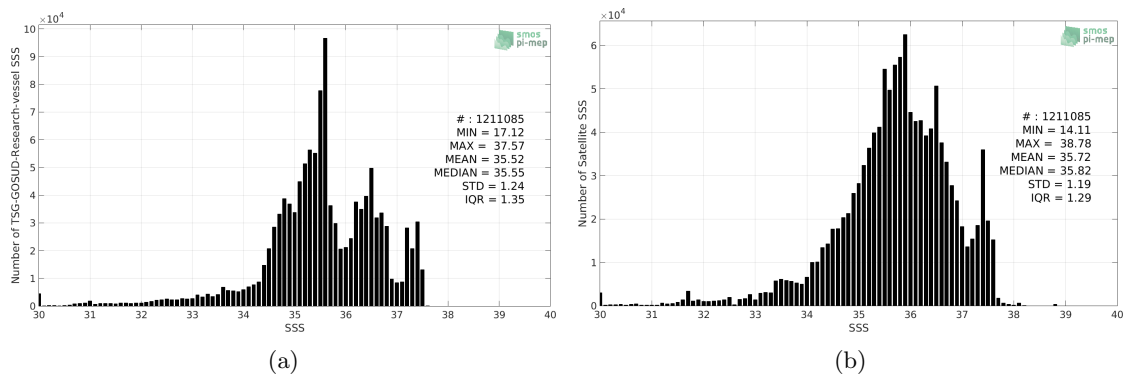 ×10⁴
10
9
8
7
6
5
4
3
2
1
0
30
31
32
33
34
35
36
37
38
39
40
SSS
Number of TSG-GOSUD-Research-vessel SSS
smos
pi-mep
# : 1211085
MIN = 17.12
MAX = 37.57
MEAN = 35.52
MEDIAN = 35.55
STD = 1.24
IQR = 1.35
(a)
×10⁴
6
5
4
3
2
1
0
30
31
32
33
34
35
36
37
38
39
40
SSS
Number of Satellite SSS
smos
pi-mep
# : 1211085
MIN = 14.11
MAX = 38.78
MEAN = 35.72
MEDIAN = 35.82
STD = 1.19
IQR = 1.29
(b)